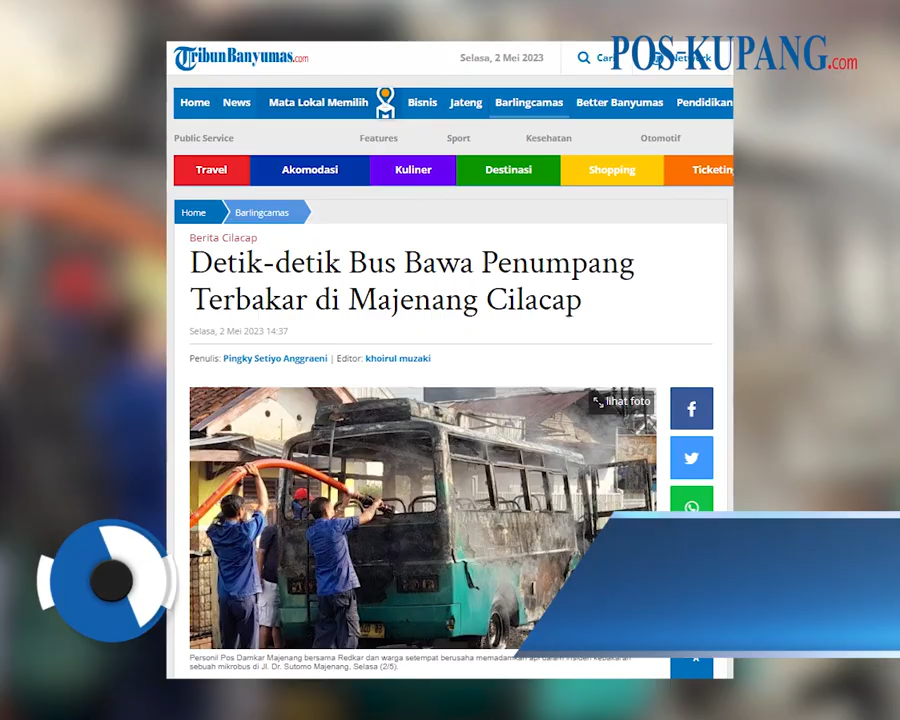 TribunBanyumas.com
Selasa, 2 Mei 2023
POS-KUPANG.com
Home News Mata Lokal Memilih Bisnis Jateng Barlingcamas Better Banyumas Pendidikan
Public Service Features Sport Kesehatan Otomotif
Travel Akomodasi Kuliner Destinasi Shopping Ticketing
Home Barlingcamas
Berita Cilacap
Detik-detik Bus Bawa Penumpang
Terbakar di Majenang Cilacap
Selasa, 2 Mei 2023 14:37
Penulis: Pingky Setiyo Anggraeni | Editor: khoirul muzaki
lihat foto
Personil Pos Damkar Majenang bersama Redkar dan warga setempat berusaha memadamkan api dalam insiden kebakaran
sebuah mikrobus di Jl. Dr. Sutomo Majenang, Selasa (2/5).